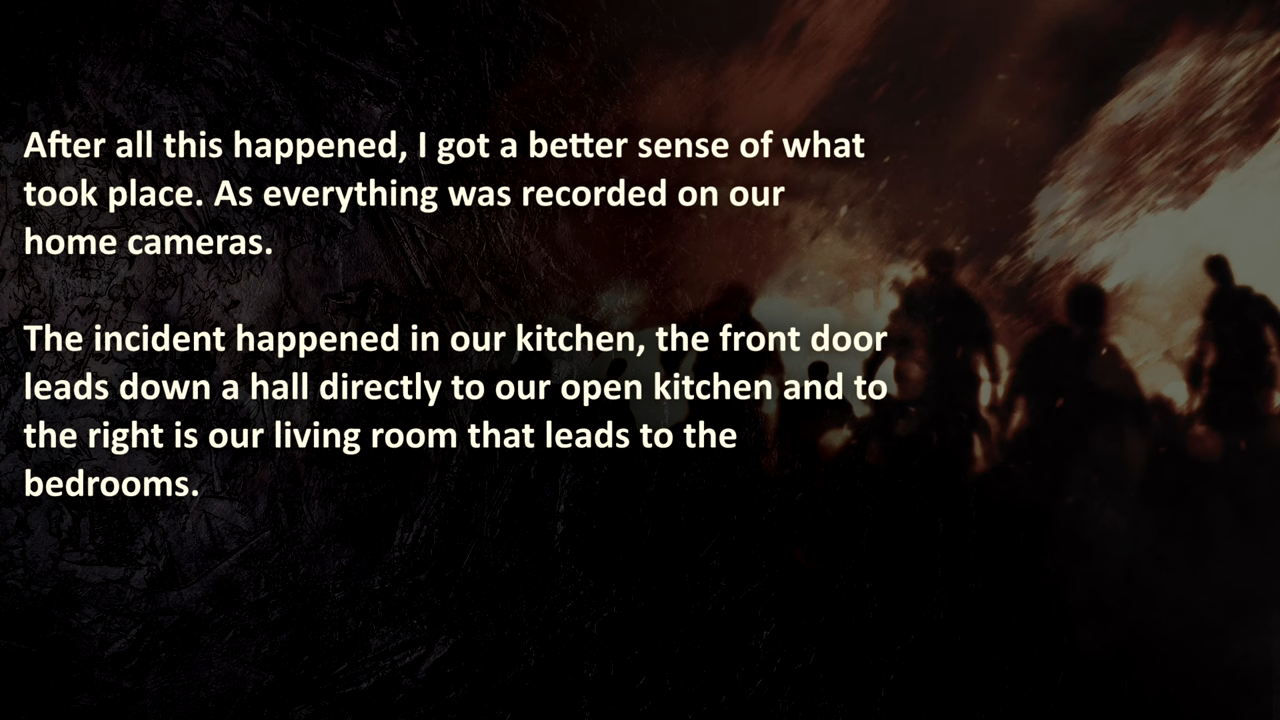 After all this happened, I got a better sense of what
took place. As everything was recorded on our
home cameras.
The incident happened in our kitchen, the front door
leads down a hall directly to our open kitchen and to
the right is our living room that leads to the
bedrooms.